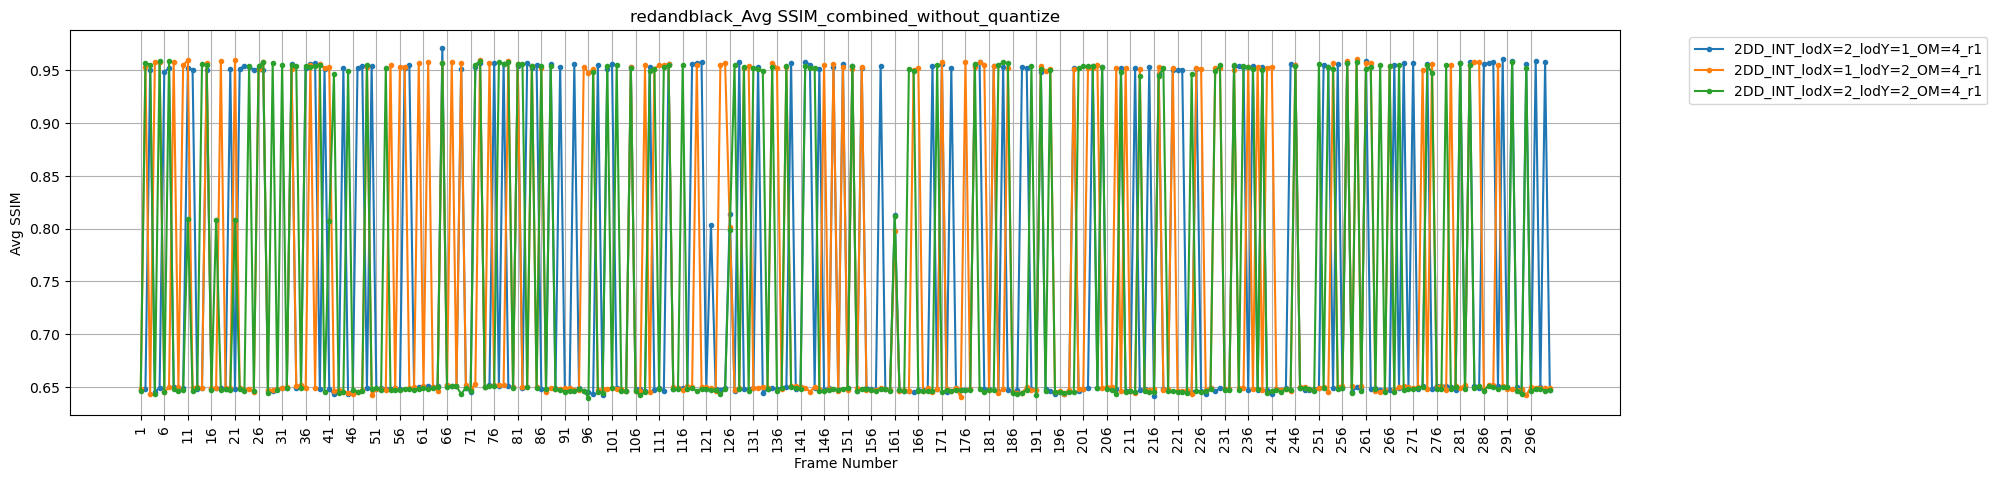 redandblack_Avg SSIM_combined_without_quantize
2DD_INT_lodX=2_lodY=1_OM=4_r1
2DD_INT_lodX=1_lodY=2_OM=4_r1
2DD_INT_lodX=2_lodY=2_OM=4_r1
Avg SSIM
0.95
0.90
0.85
0.80
0.75
0.70
0.65
1 6 11 16 21 26 31 36 41 46 51 56 61 66 71 76 81 86 91 96 101 106 111 116 121 126 131 136 141 146 151 156 161 166 171 176 181 186 191 196 201 206 211 216 221 226 231 236 241 246 251 256 261 266 271 276 281 286 291 296
Frame Number